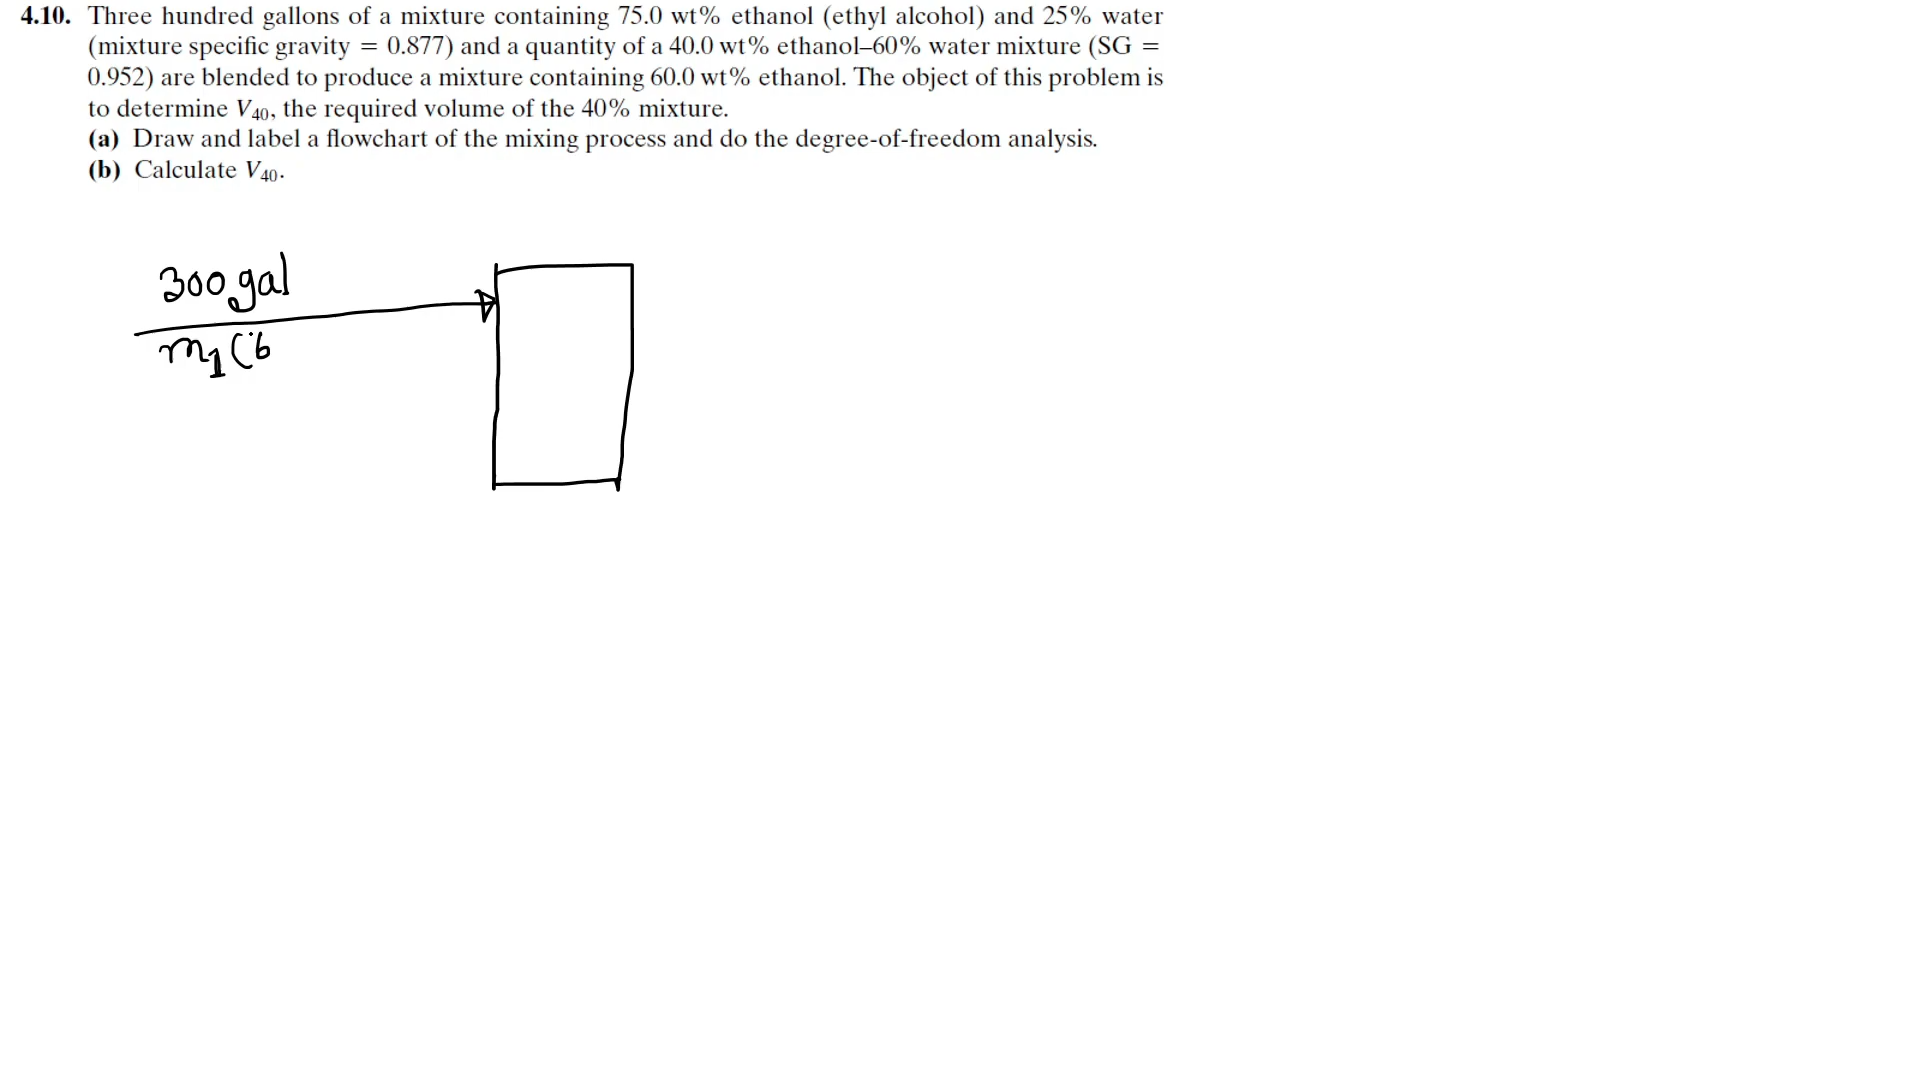 4.10. Three hundred gallons of a mixture containing 75.0 wt% ethanol (ethyl alcohol) and 25% water
(mixture specific gravity = 0.877) and a quantity of a 40.0 wt% ethanol–60% water mixture (SG =
0.952) are blended to produce a mixture containing 60.0 wt% ethanol. The object of this problem is
to determine V₄₀, the required volume of the 40% mixture.
(a) Draw and label a flowchart of the mixing process and do the degree-of-freedom analysis.
(b) Calculate V₄₀.
300 gal
m₁ (lb